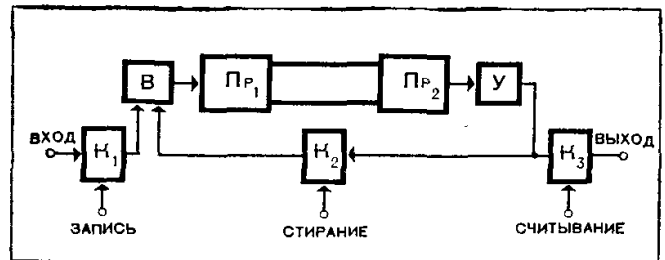 В Пр₁ Пр₂ У
ВХОД К₁ К₂ К₃ ВЫХОД
ЗАПИСЬ СТИРАНИЕ СЧИТЫВАНИЕ